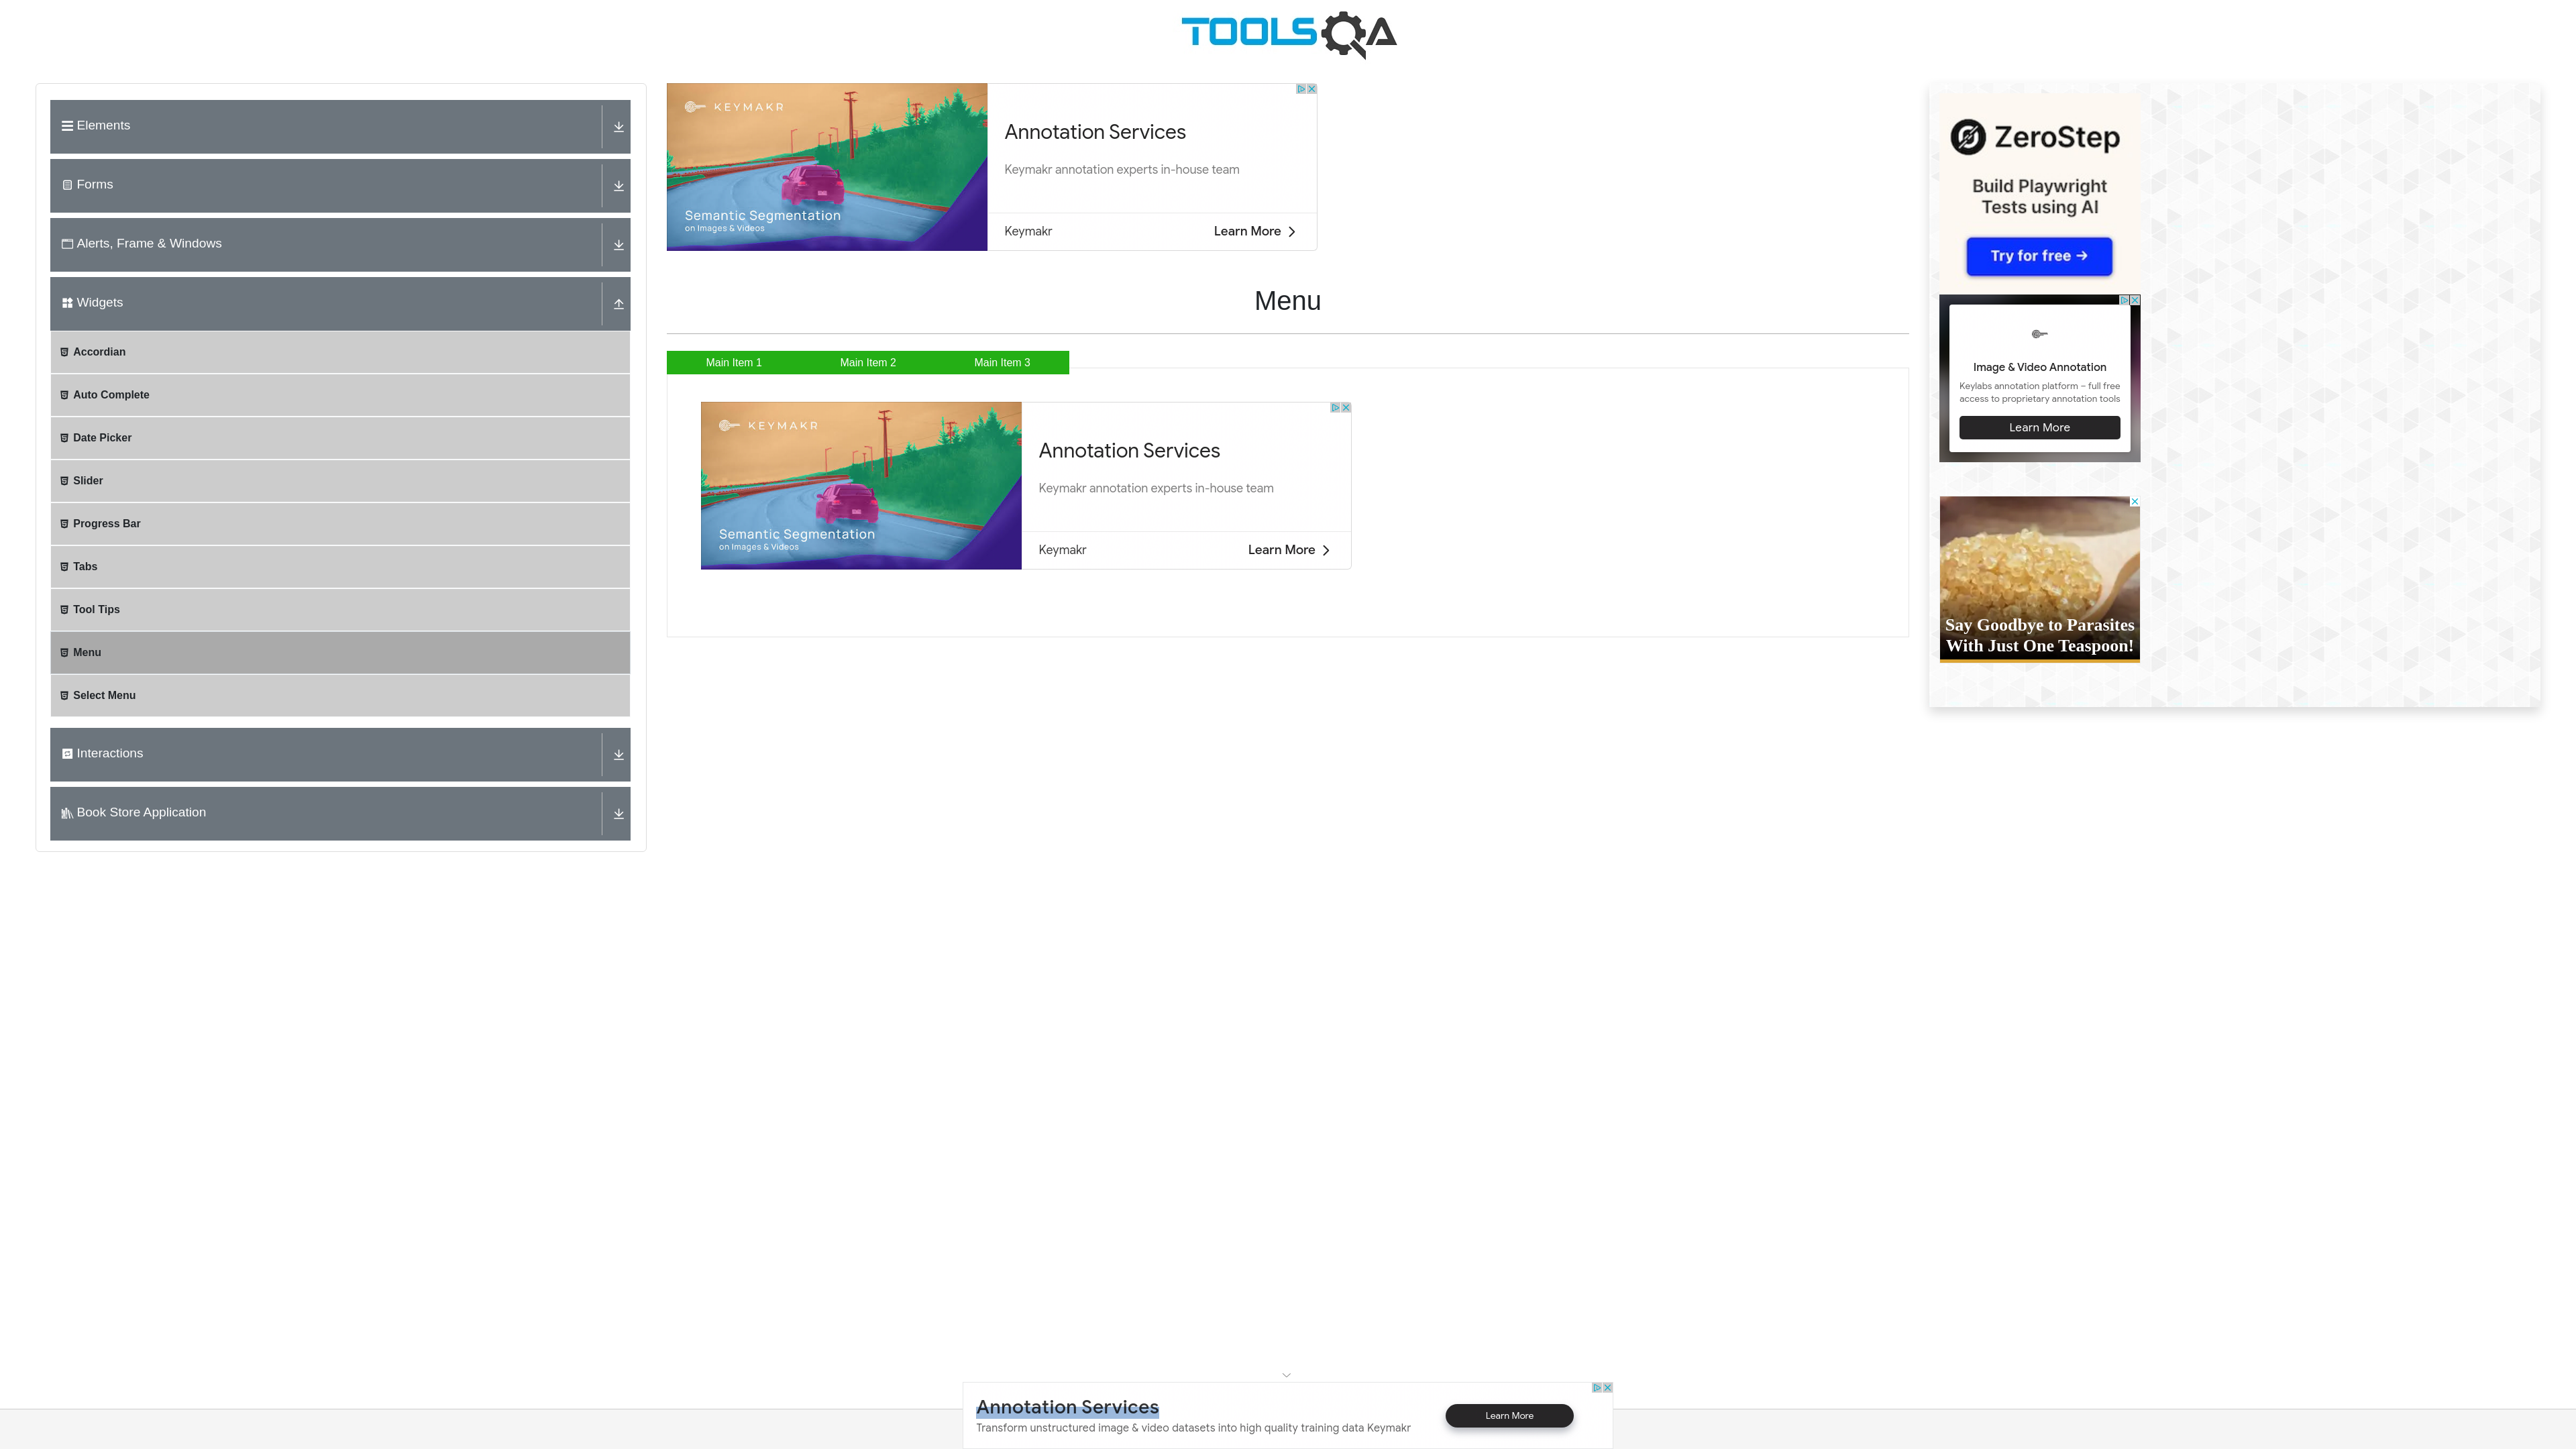 TOOLSQA
Elements
Forms
Alerts, Frame & Windows
Widgets
Accordian
Auto Complete
Date Picker
Slider
Progress Bar
Tabs
Tool Tips
Menu
Select Menu
Interactions
Book Store Application
KEYMAKR
Semantic Segmentation
on Images & Videos
Annotation Services
Keymakr annotation experts in-house team
Keymakr
Learn More
Menu
Main Item 1
Main Item 2
Main Item 3
KEYMAKR
Semantic Segmentation
on Images & Videos
Annotation Services
Keymakr annotation experts in-house team
Keymakr
Learn More
ZeroStep
Build Playwright
Tests using AI
Try for free →
Image & Video Annotation
Keylabs annotation platform – full free
access to proprietary annotation tools
Learn More
Say Goodbye to Parasites
With Just One Teaspoon!
Annotation Services
Transform unstructured image & video datasets into high quality training data Keymakr
Learn More